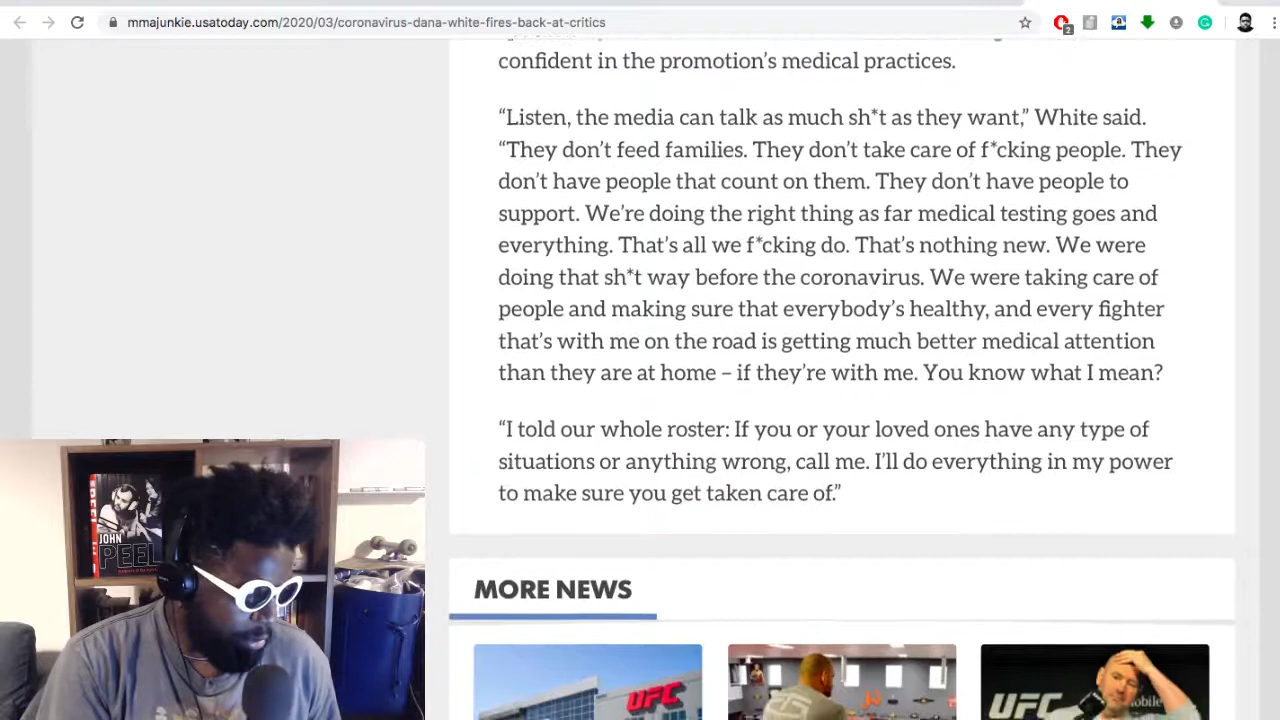 mmajunkie.usatoday.com/2020/03/coronavirus-dana-white-fires-back-at-critics
2
confident in the promotion’s medical practices.
“Listen, the media can talk as much sh*t as they want,” White said.
“They don’t feed families. They don’t take care of f*cking people. They
don’t have people that count on them. They don’t have people to
support. We’re doing the right thing as far medical testing goes and
everything. That’s all we f*cking do. That’s nothing new. We were
doing that sh*t way before the coronavirus. We were taking care of
people and making sure that everybody’s healthy, and every fighter
that’s with me on the road is getting much better medical attention
than they are at home – if they’re with me. You know what I mean?
“I told our whole roster: If you or your loved ones have any type of
situations or anything wrong, call me. I’ll do everything in my power
to make sure you get taken care of.”
JOHN
PEEL
MORE NEWS
UFC
UFC